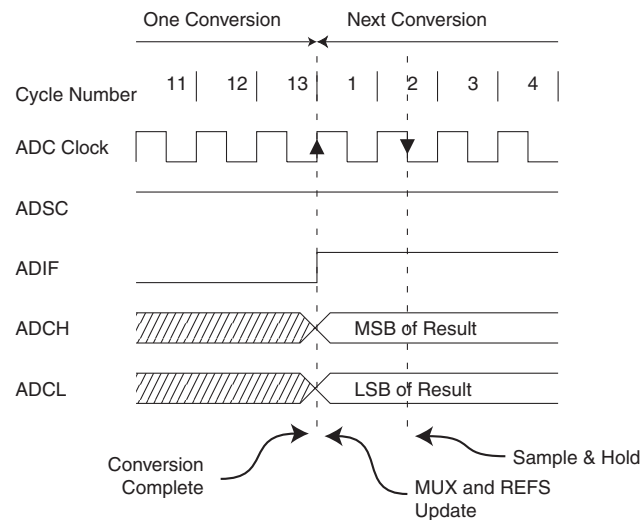 One Conversion Next Conversion
Cycle Number 11 12 13 1 2 3 4
ADC Clock
ADSC
ADIF
ADCH MSB of Result
ADCL LSB of Result
Conversion Complete
MUX and REFS Update
Sample & Hold